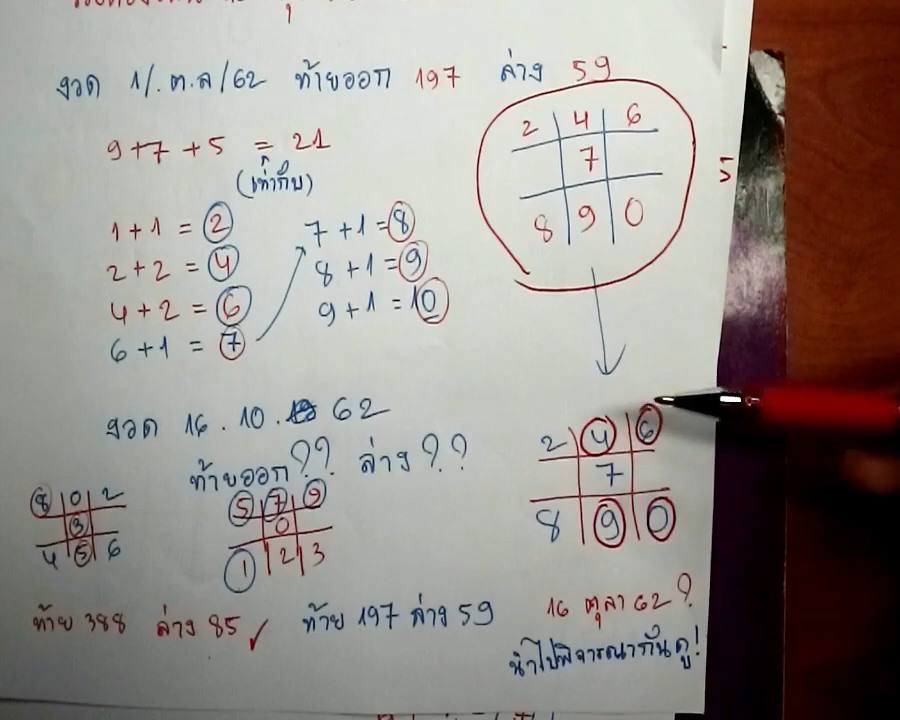 งวด 1/.ต.ล/62 ท้ายออก 197 ล่าง 59
9+7+5 = 21
(เท่ากับ)
2 4 6
7
8 9 0
5
1+1 = 2
2+2 = 4
4+2 = 6
6+1 = 7
7+1=8
8+1=9
9+1=10
งวด 16.10. 62
ท้ายออก?? ล่าง??
8 0 2
3
4 5 6
5 7 9
0
1 2 3
2 4 6
7
8 9 0
ท้าย 388 ล่าง 85 ✓
ท้าย 197 ล่าง 59
16 ตุลา 62?
นำไปพิจารณากันดู!